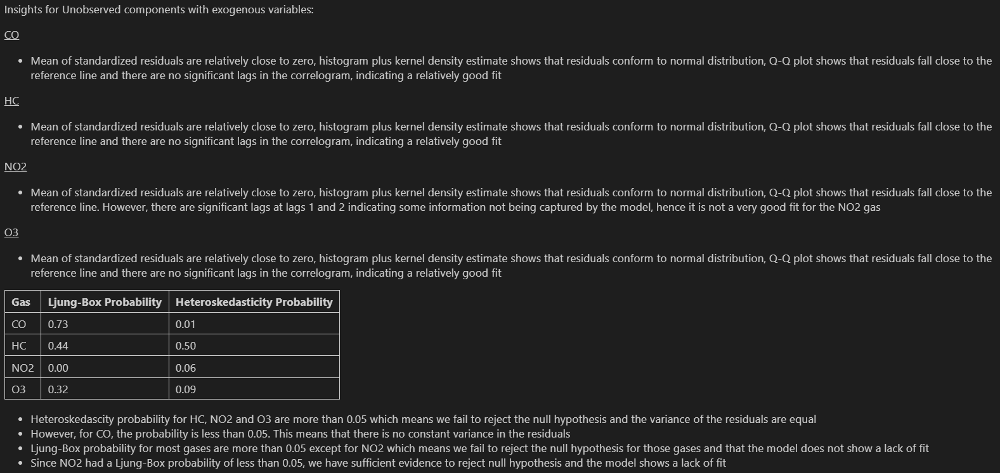 Insights for Unobserved components with exogenous variables:
CO
• Mean of standardized residuals are relatively close to zero, histogram plus kernel density estimate shows that residuals conform to normal distribution, Q-Q plot shows that residuals fall close to the
reference line and there are no significant lags in the correlogram, indicating a relatively good fit
HC
• Mean of standardized residuals are relatively close to zero, histogram plus kernel density estimate shows that residuals conform to normal distribution, Q-Q plot shows that residuals fall close to the
reference line and there are no significant lags in the correlogram, indicating a relatively good fit
NO2
• Mean of standardized residuals are relatively close to zero, histogram plus kernel density estimate shows that residuals conform to normal distribution, Q-Q plot shows that residuals fall close to the
reference line. However, there are significant lags at lags 1 and 2 indicating some information not being captured by the model, hence it is not a very good fit for the NO2 gas
O3
• Mean of standardized residuals are relatively close to zero, histogram plus kernel density estimate shows that residuals conform to normal distribution, Q-Q plot shows that residuals fall close to the
reference line and there are no significant lags in the correlogram, indicating a relatively good fit
Gas Ljung-Box Probability Heteroskedasticity Probability
CO 0.73 0.01
HC 0.44 0.50
NO2 0.00 0.06
O3 0.32 0.09
• Heteroskedascity probability for HC, NO2 and O3 are more than 0.05 which means we fail to reject the null hypothesis and the variance of the residuals are equal
• However, for CO, the probability is less than 0.05. This means that there is no constant variance in the residuals
• Ljung-Box probability for most gases are more than 0.05 except for NO2 which means we fail to reject the null hypothesis for those gases and that the model does not show a lack of fit
• Since NO2 had a Ljung-Box probability of less than 0.05, we have sufficient evidence to reject null hypothesis and the model shows a lack of fit